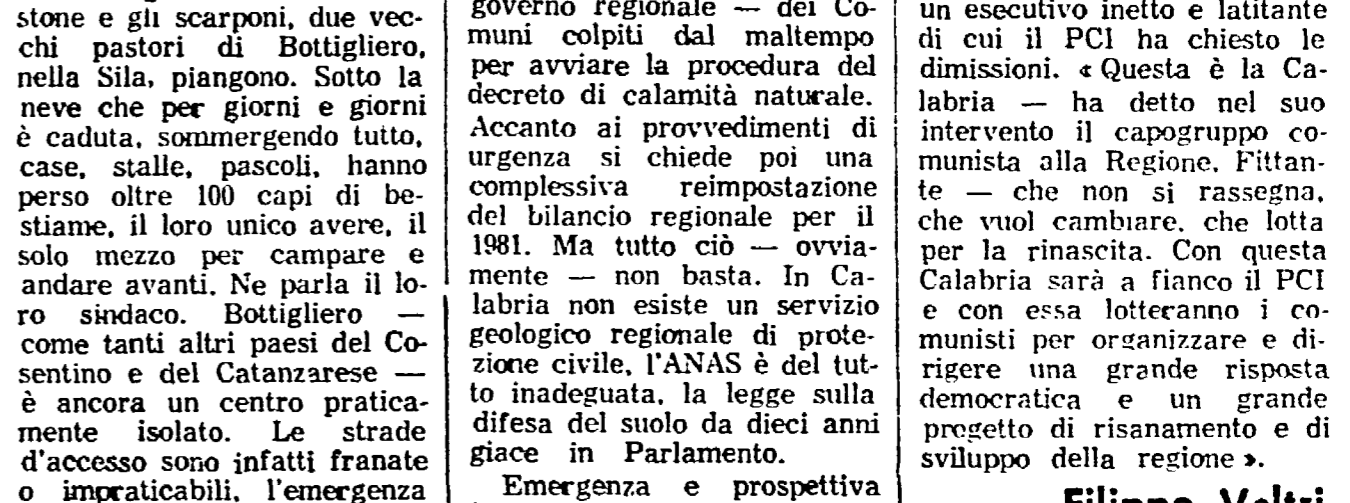 stone e gli scarponi, due vec-
chi pastori di Bottigliero,
nella Sila, piangono. Sotto la
neve che per giorni e giorni
è caduta, sommergendo tutto,
case, stalle, pascoli, hanno
perso oltre 100 capi di be-
stiame, il loro unico avere, il
solo mezzo per campare e
andare avanti. Ne parla il lo-
ro sindaco. Bottigliero —
come tanti altri paesi del Co-
sentino e del Catanzarese —
è ancora un centro pratica-
mente isolato. Le strade
d'accesso sono infatti franate
o impraticabili, l'emergenza
governo regionale — dei Co-
muni colpiti dal maltempo
per avviare la procedura del
decreto di calamità naturale.
Accanto ai provvedimenti di
urgenza si chiede poi una
complessiva reimpostazione
del bilancio regionale per il
1981. Ma tutto ciò — ovvia-
mente — non basta. In Ca-
labria non esiste un servizio
geologico regionale di prote-
zione civile, l'ANAS è del tut-
to inadeguata, la legge sulla
difesa del suolo da dieci anni
giace in Parlamento.
Emergenza e prospettiva
un esecutivo inetto e latitante
di cui il PCI ha chiesto le
dimissioni. « Questa è la Ca-
labria — ha detto nel suo
intervento il capogruppo co-
munista alla Regione, Fittan-
te — che non si rassegna,
che vuol cambiare, che lotta
per la rinascita. Con questa
Calabria sarà a fianco il PCI
e con essa lotteranno i co-
munisti per organizzare e di-
rigere una grande risposta
democratica e un grande
progetto di risanamento e di
sviluppo della regione ».
Filippo Veltri